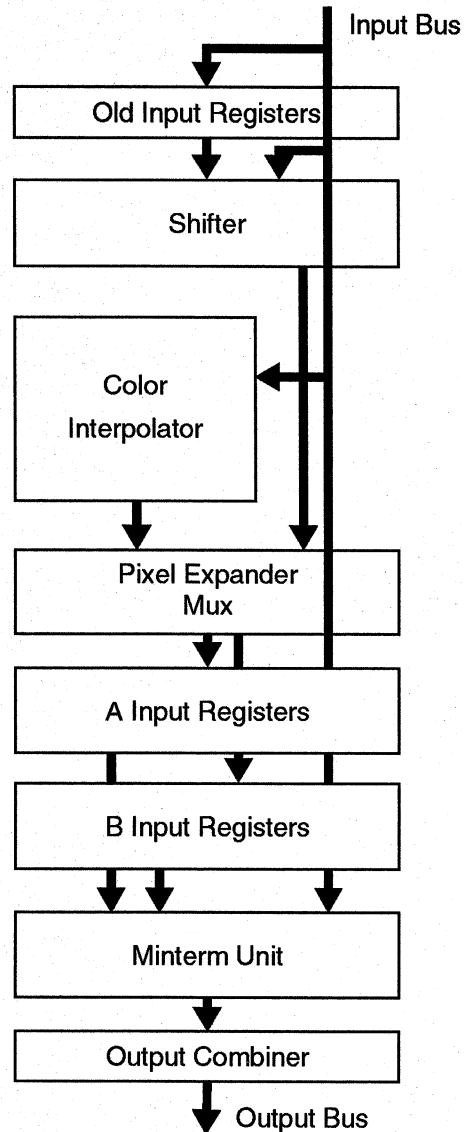 Input Bus
Old Input Registers
Shifter
Color
Interpolator
Pixel Expander
Mux
A Input Registers
B Input Registers
Minterm Unit
Output Combiner
Output Bus